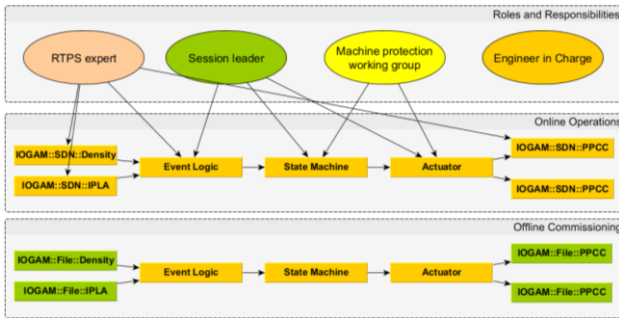 Roles and Responsibilities
RTPS expert
Session leader
Machine protection
working group
Engineer in Charge
Online Operations
IOGAM::SDN::Density
IOGAM::SDN::IPLA
Event Logic
State Machine
Actuator
IOGAM::SDN::PPCC
IOGAM::SDN::PPCC
Offline Commissioning
IOGAM::File::Density
IOGAM::File::IPLA
Event Logic
State Machine
Actuator
IOGAM::File::PPCC
IOGAM::File::PPCC